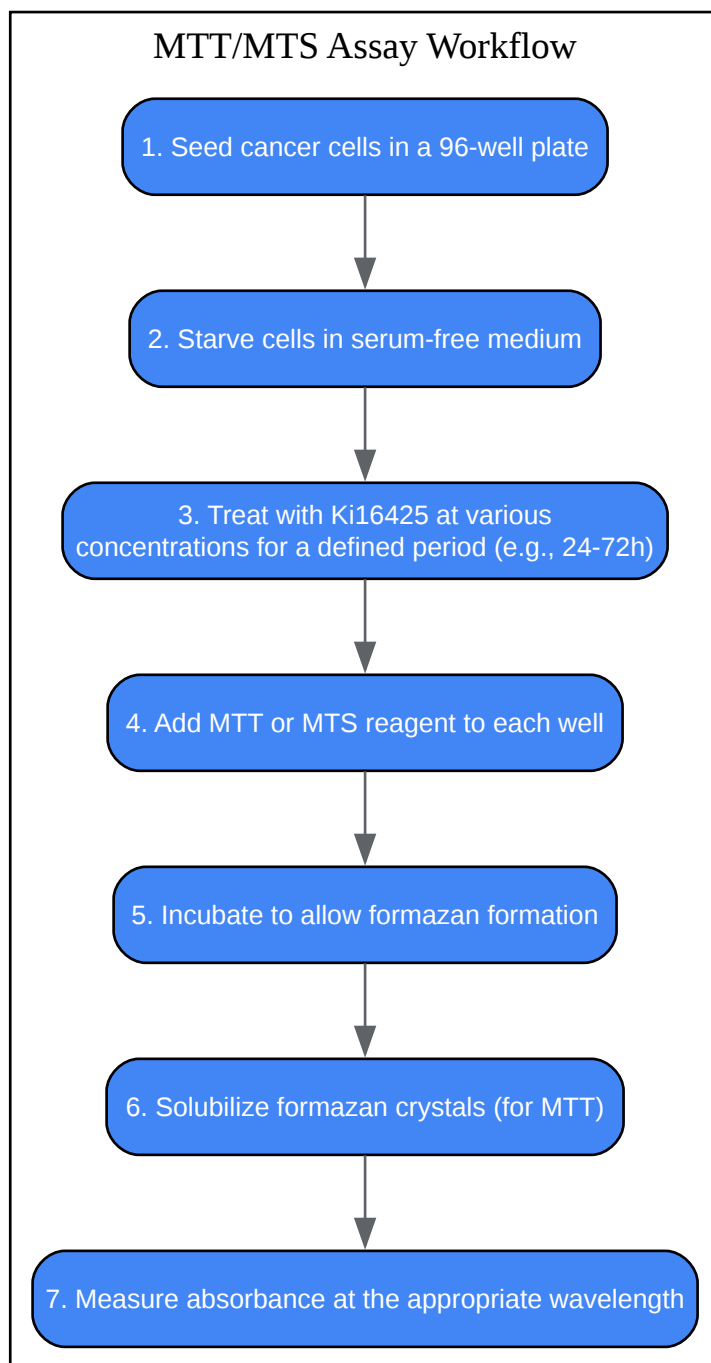 MTT/MTS Assay Workflow
1. Seed cancer cells in a 96-well plate
2. Starve cells in serum-free medium
3. Treat with Ki16425 at various
concentrations for a defined period (e.g., 24-72h)
4. Add MTT or MTS reagent to each well
5. Incubate to allow formazan formation
6. Solubilize formazan crystals (for MTT)
7. Measure absorbance at the appropriate wavelength